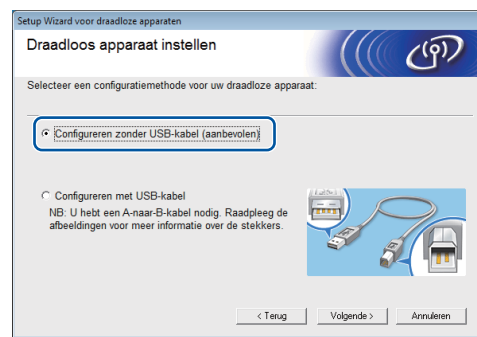 Setup Wizard voor draadloze apparaten
Draadloos apparaat instellen
Selecteer een configuratiemethode voor uw draadloze apparaat:
Configureren zonder USB-kabel (aanbevolen)
Configureren met USB-kabel
NB: U hebt een A-naar-B-kabel nodig. Raadpleeg de
afbeeldingen voor meer informatie over de stekkers.
< Terug
Volgende >
Annuleren